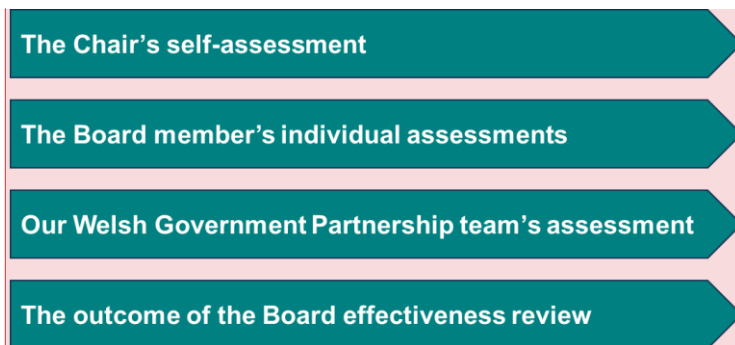 The Chair’s self-assessment
The Board member’s individual assessments
Our Welsh Government Partnership team’s assessment
The outcome of the Board effectiveness review